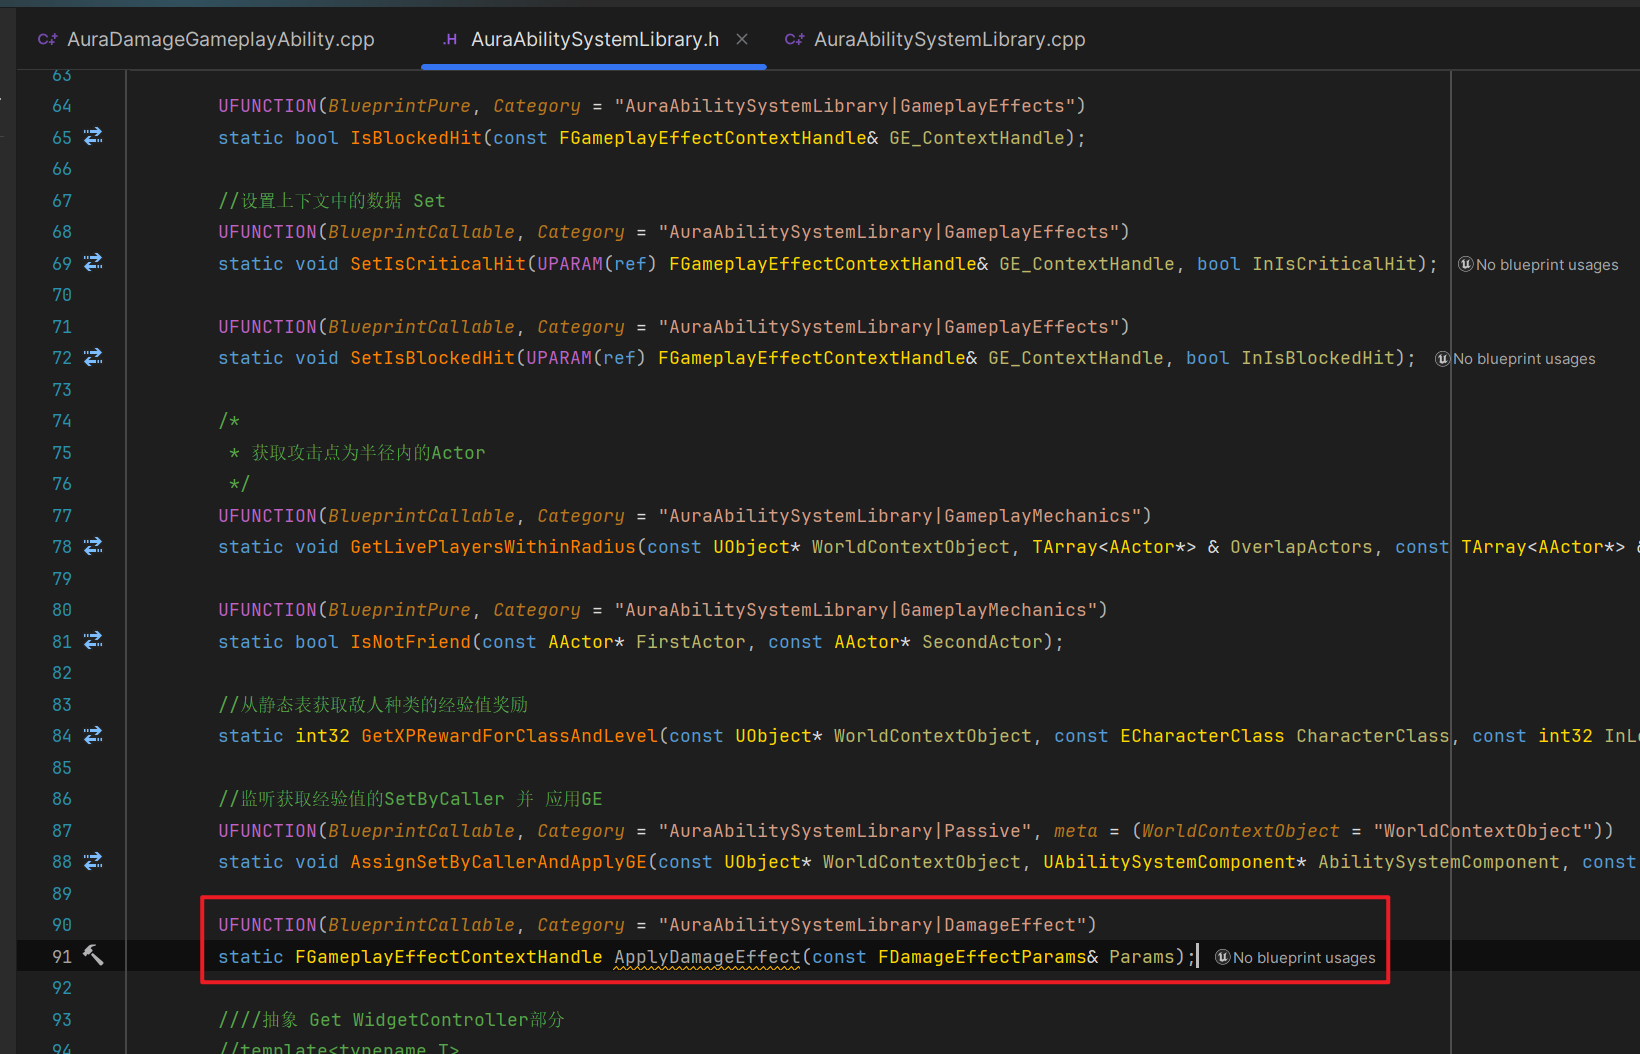 AuraDamageGameplayAbility.cpp
AuraAbilitySystemLibrary.h
AuraAbilitySystemLibrary.cpp
63
64 UFUNCTION(BlueprintPure, Category = "AuraAbilitySystemLibrary|GameplayEffects")
65 static bool IsBlockedHit(const FGameplayEffectContextHandle& GE_ContextHandle);
66
67 //设置上下文中的数据 Set
68 UFUNCTION(BlueprintCallable, Category = "AuraAbilitySystemLibrary|GameplayEffects")
69 static void SetIsCriticalHit(UPARAM(ref) FGameplayEffectContextHandle& GE_ContextHandle, bool InIsCriticalHit); No blueprint usages
70
71 UFUNCTION(BlueprintCallable, Category = "AuraAbilitySystemLibrary|GameplayEffects")
72 static void SetIsBlockedHit(UPARAM(ref) FGameplayEffectContextHandle& GE_ContextHandle, bool InIsBlockedHit); No blueprint usages
73
74 /*
75 * 获取攻击点为半径内的Actor
76 */
77 UFUNCTION(BlueprintCallable, Category = "AuraAbilitySystemLibrary|GameplayMechanics")
78 static void GetLivePlayersWithinRadius(const UObject* WorldContextObject, TArray<AActor*> & OverlapActors, const TArray<AActor*> &
79
80 UFUNCTION(BlueprintPure, Category = "AuraAbilitySystemLibrary|GameplayMechanics")
81 static bool IsNotFriend(const AActor* FirstActor, const AActor* SecondActor);
82
83 //从静态表获取敌人种类的经验值奖励
84 static int32 GetXPRewardForClassAndLevel(const UObject* WorldContextObject, const ECharacterClass CharacterClass, const int32 InLe
85
86 //监听获取经验值的SetByCaller 并 应用GE
87 UFUNCTION(BlueprintCallable, Category = "AuraAbilitySystemLibrary|Passive", meta = (WorldContextObject = "WorldContextObject"))
88 static void AssignSetByCallerAndApplyGE(const UObject* WorldContextObject, UAbilitySystemComponent* AbilitySystemComponent, const
89
90 UFUNCTION(BlueprintCallable, Category = "AuraAbilitySystemLibrary|DamageEffect")
91 static FGameplayEffectContextHandle ApplyDamageEffect(const FDamageEffectParams& Params); No blueprint usages
92
93 ////抽象 Get WidgetController部分
94 //template<typename T>